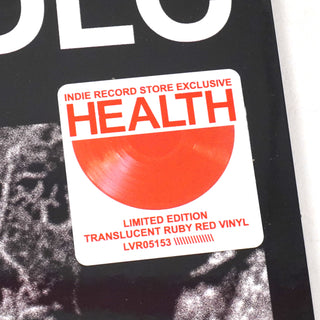 INDIE RECORD STORE EXCLUSIVE
HEALTH
LIMITED EDITION
TRANSLUCENT RUBY RED VINYL
LVR05153 \\\\\\\\\\\\\